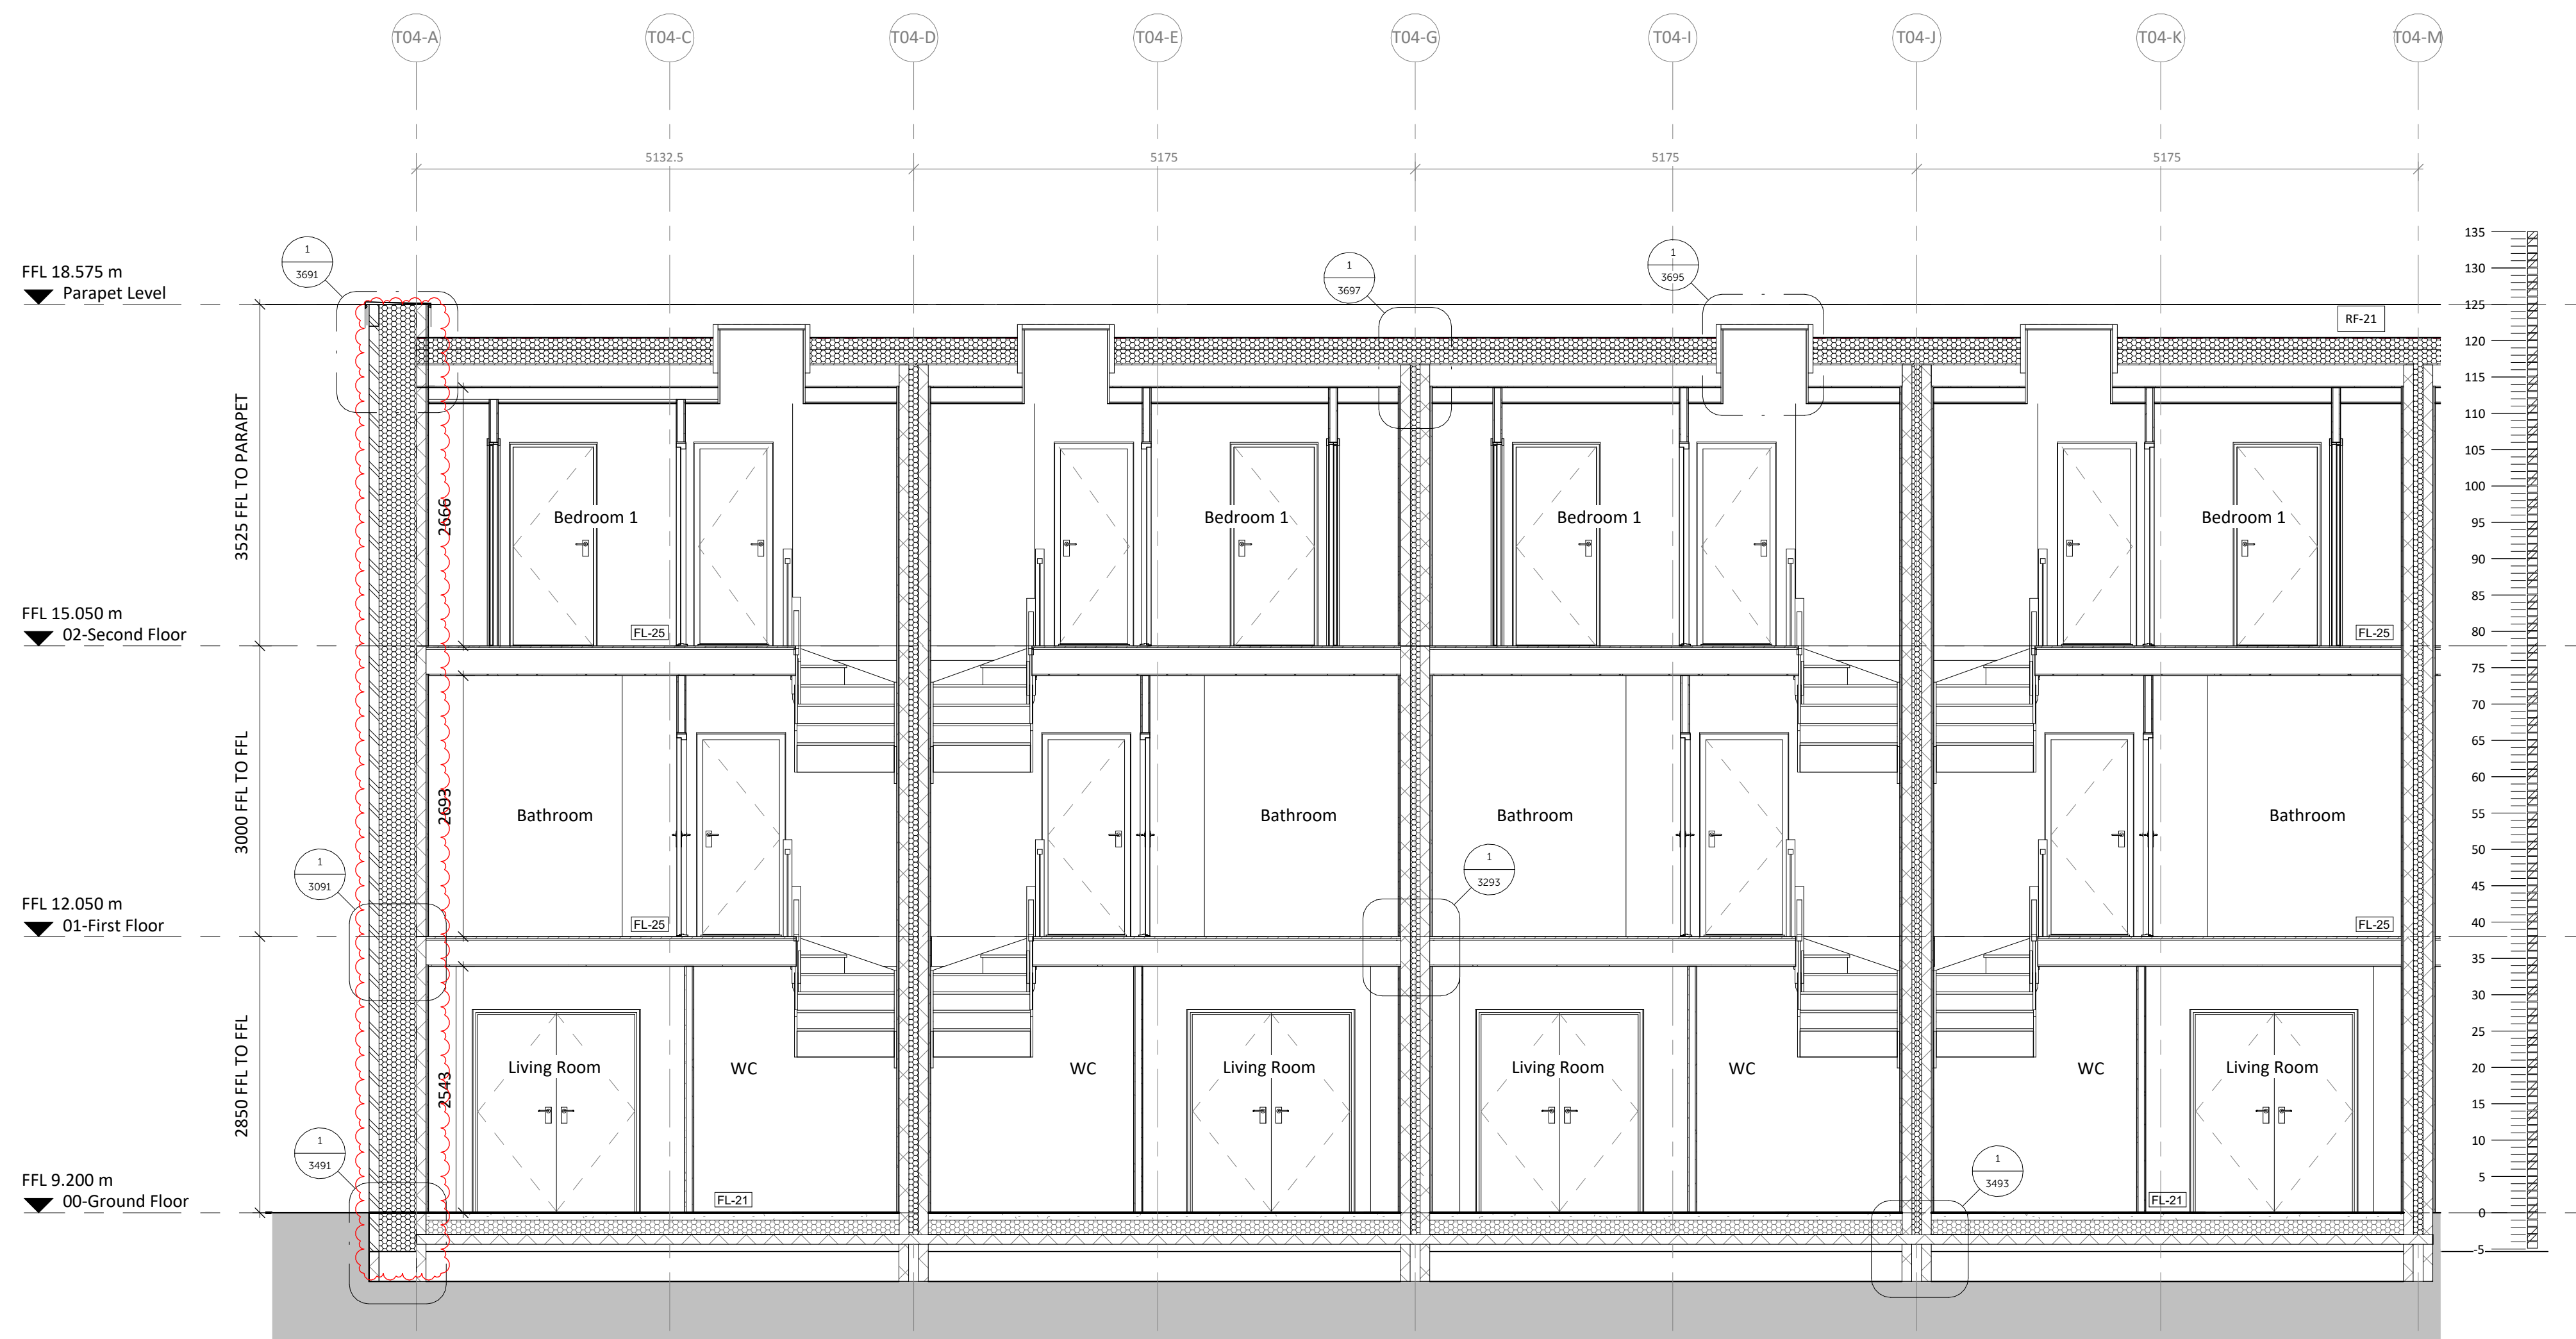 T04-A
T04-C
T04-D
T04-E
T04-G
T04-I
T04-J
T04-K
T04-M
5132.5
5175
5175
5175
1
3691
1
3697
1
3695
135
130
125
120
115
110
105
100
95
90
85
80
75
70
65
60
55
50
45
40
35
30
25
20
15
10
5
0
-5
FFL 18.575 m
Parapet Level
RF-21
3525 FFL TO PARAPET
2666
Bedroom 1
Bedroom 1
Bedroom 1
Bedroom 1
FFL 15.050 m
02-Second Floor
FL-25
FL-25
3000 FFL TO FFL
2693
Bathroom
Bathroom
Bathroom
Bathroom
1
3091
1
3293
FFL 12.050 m
01-First Floor
FL-25
FL-25
2850 FFL TO FFL
2543
Living Room
WC
WC
Living Room
Living Room
WC
WC
Living Room
1
3491
1
3493
FFL 9.200 m
00-Ground Floor
FL-21
FL-21